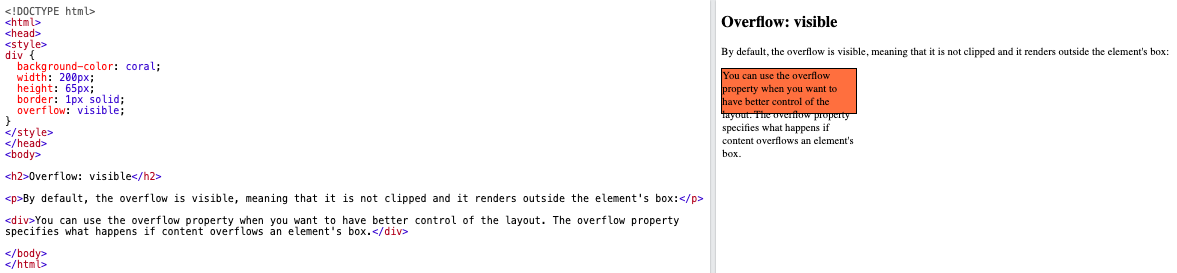 <!DOCTYPE html>
<html>
<head>
<style>
div {
  background-color: coral;
  width: 200px;
  height: 65px;
  border: 1px solid;
  overflow: visible;
}
</style>
</head>
<body>

<h2>Overflow: visible</h2>

<p>By default, the overflow is visible, meaning that it is not clipped and it renders outside the element's box:</p>

<div>You can use the overflow property when you want to have better control of the layout. The overflow property
specifies what happens if content overflows an element's box.</div>

</body>
</html>
Overflow: visible
By default, the overflow is visible, meaning that it is not clipped and it renders outside the element's box:
You can use the overflow
property when you want to
have better control of the
layout. The overflow property
specifies what happens if
content overflows an element's
box.